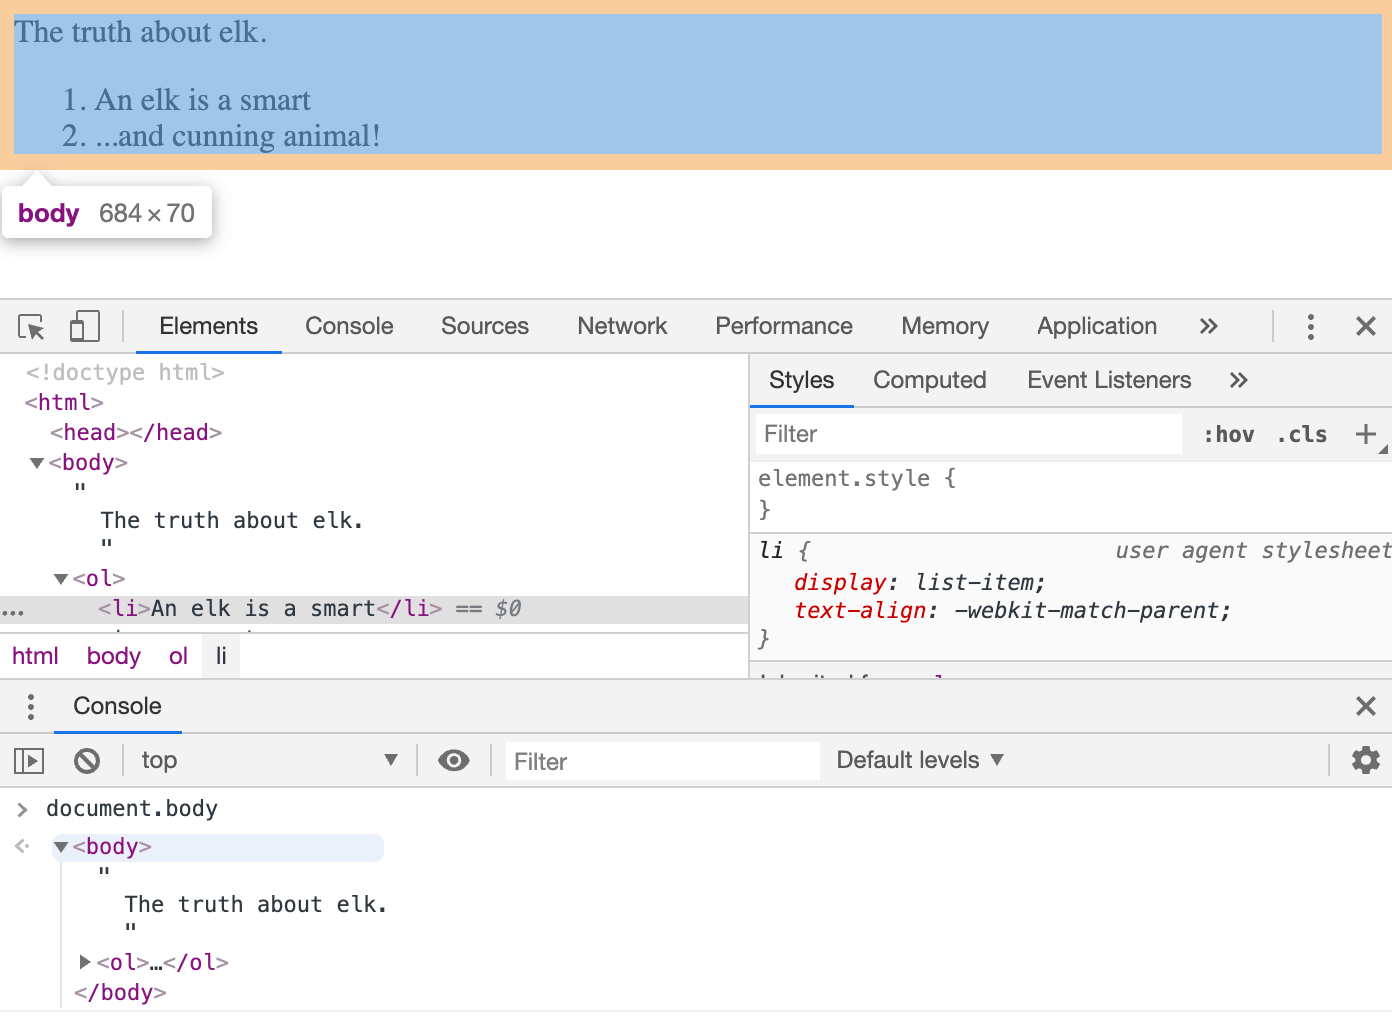 The truth about elk.
1. An elk is a smart
2. ...and cunning animal!
body 684 × 70
Elements Console Sources Network Performance Memory Application »
<!doctype html>
<html>
<head></head>
▼<body>
"
The truth about elk.
"
▼<ol>
... <li>An elk is a smart</li> == $0
html body ol li
Styles Computed Event Listeners »
Filter :hov .cls +
element.style {
}
li { user agent stylesheet
display: list-item;
text-align: -webkit-match-parent;
}
Console
top ▼ Filter Default levels ▼
> document.body
▼<body>
"
The truth about elk.
"
▶<ol>…</ol>
</body>